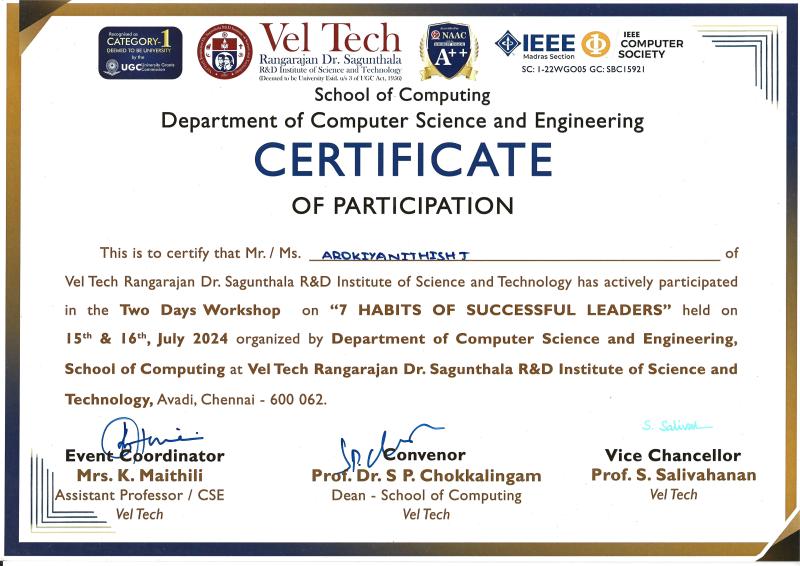 Recognised as
CATEGORY-1
DEEMED TO BE UNIVERSITY
by the
UGC University Grants Commission
Vel Tech
Rangarajan Dr. Sagunthala
R&D Institute of Science and Technology
(Deemed to be University Estd. u/s 3 of UGC Act, 1956)
NAAC
A++
IEEE
Madras Section
IEEE
COMPUTER
SOCIETY
SC: 1-22WGO05 GC: SBC15921
School of Computing
Department of Computer Science and Engineering
CERTIFICATE
OF PARTICIPATION
This is to certify that Mr. / Ms. AROKIYANITHISH J of
Vel Tech Rangarajan Dr. Sagunthala R&D Institute of Science and Technology has actively participated
in the Two Days Workshop on “7 HABITS OF SUCCESSFUL LEADERS” held on
15th & 16th, July 2024 organized by Department of Computer Science and Engineering,
School of Computing at Vel Tech Rangarajan Dr. Sagunthala R&D Institute of Science and
Technology, Avadi, Chennai - 600 062.
Event Coordinator
Mrs. K. Maithili
Assistant Professor / CSE
Vel Tech
Convenor
Prof. Dr. S P. Chokkalingam
Dean - School of Computing
Vel Tech
Vice Chancellor
Prof. S. Salivahanan
Vel Tech